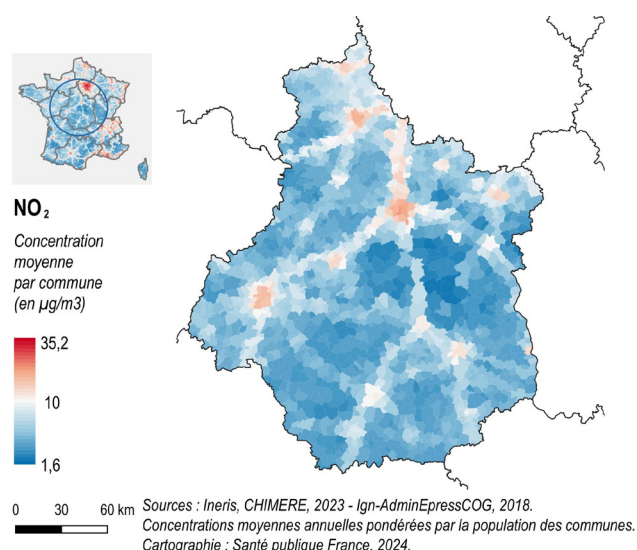 NO₂
Concentration
moyenne
par commune
(en µg/m3)
35,2
10
1,6
0 30 60 km
Sources : Ineris, CHIMERE, 2023 - Ign-AdminEpressCOG, 2018.
Concentrations moyennes annuelles pondérées par la population des communes.
Cartographie : Santé publique France, 2024.